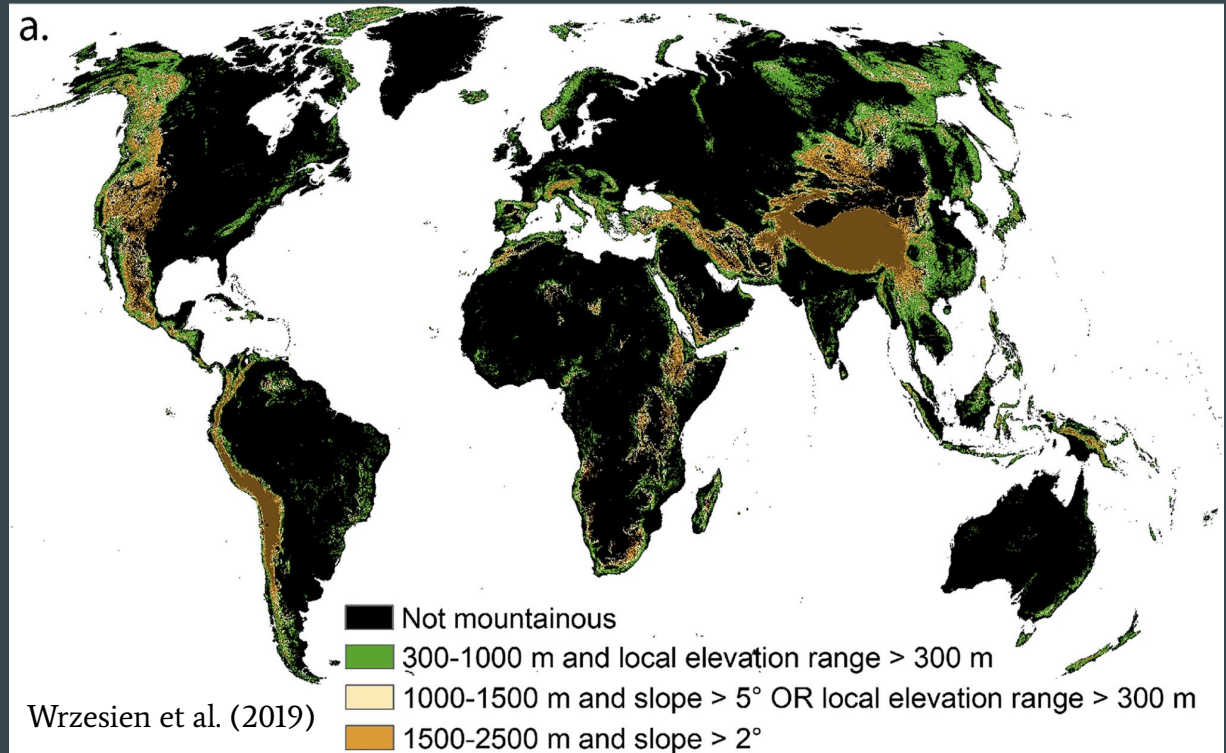 a.
Not mountainous
300-1000 m and local elevation range > 300 m
1000-1500 m and slope > 5° OR local elevation range > 300 m
1500-2500 m and slope > 2°
Wrzesien et al. (2019)